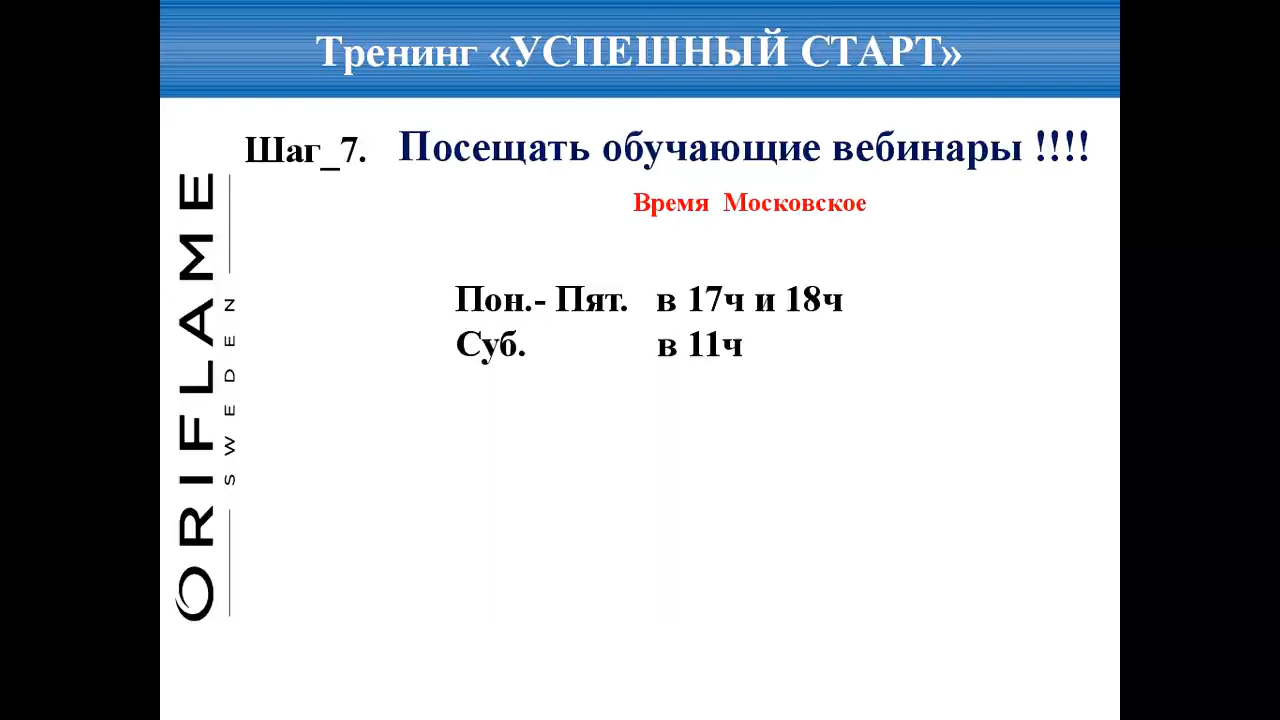 Тренинг «УСПЕШНЫЙ СТАРТ»
Шаг_7. Посещать обучающие вебинары !!!!
Время Московское
Пон.- Пят. в 17ч и 18ч
Суб. в 11ч
ORIFLAME
SWEDEN